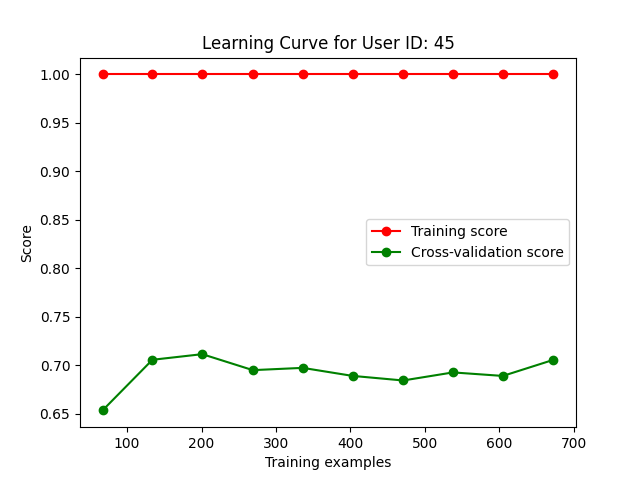 Learning Curve for User ID: 45
1.00
0.95
0.90
0.85
0.80
0.75
0.70
0.65
Score
Training score
Cross-validation score
100 200 300 400 500 600 700
Training examples